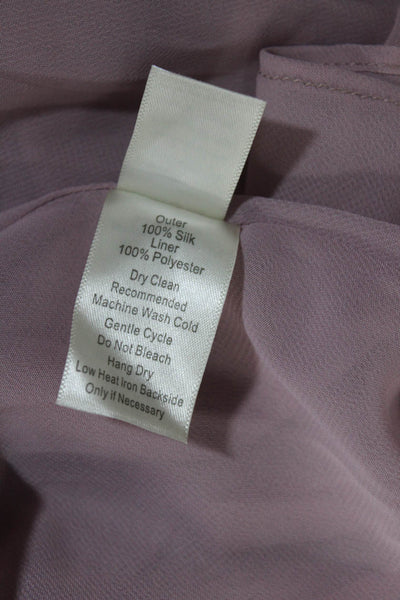 Outer
100% Silk
Liner
100% Polyester
Dry Clean
Recommended
Machine Wash Cold
Gentle Cycle
Do Not Bleach
Hang Dry
Low Heat Iron Backside
Only if Necessary